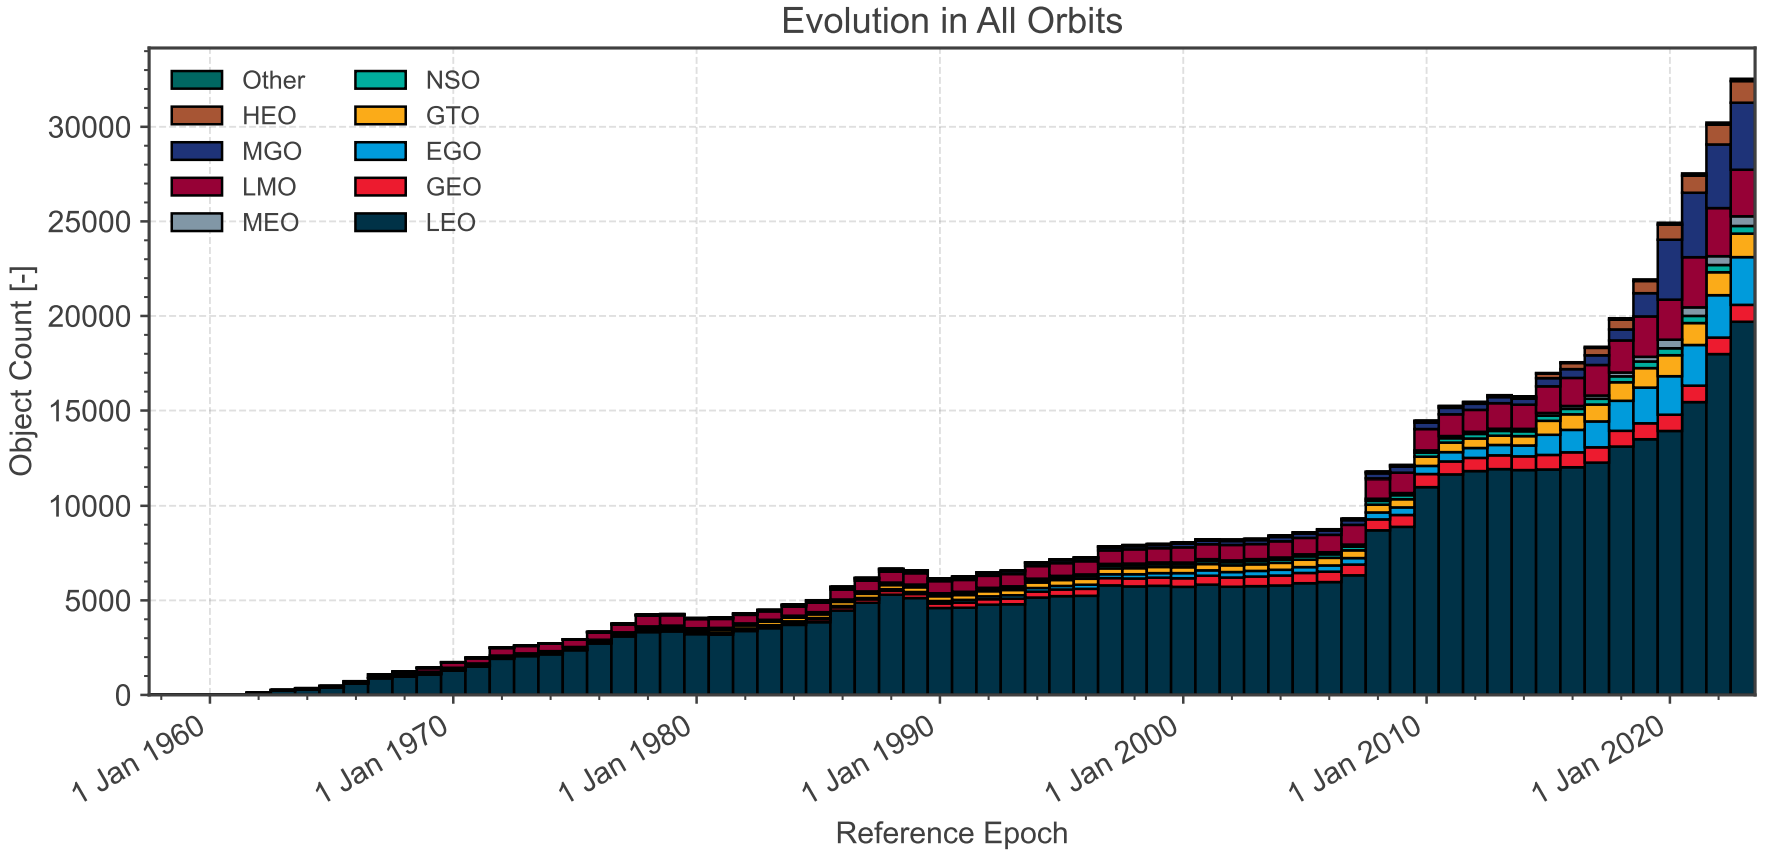 Evolution in All Orbits
Other
HEO
MGO
LMO
MEO
NSO
GTO
EGO
GEO
LEO
Object Count [-]
30000
25000
20000
15000
10000
5000
0
1 Jan 1960
1 Jan 1970
1 Jan 1980
1 Jan 1990
1 Jan 2000
1 Jan 2010
1 Jan 2020
Reference Epoch